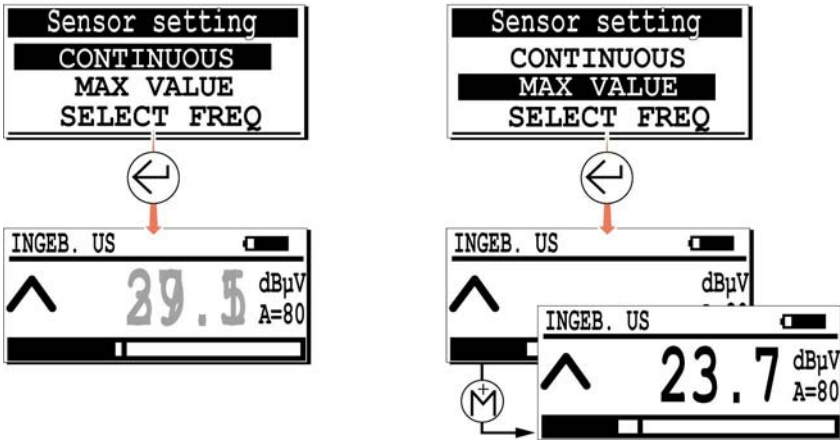 Sensor setting
CONTINUOUS
MAX VALUE
SELECT FREQ
INGEB. US
dBµV
A=80
Sensor setting
CONTINUOUS
MAX VALUE
SELECT FREQ
INGEB. US
dBµV
+
M
INGEB. US
23.7 dBµV
A=80